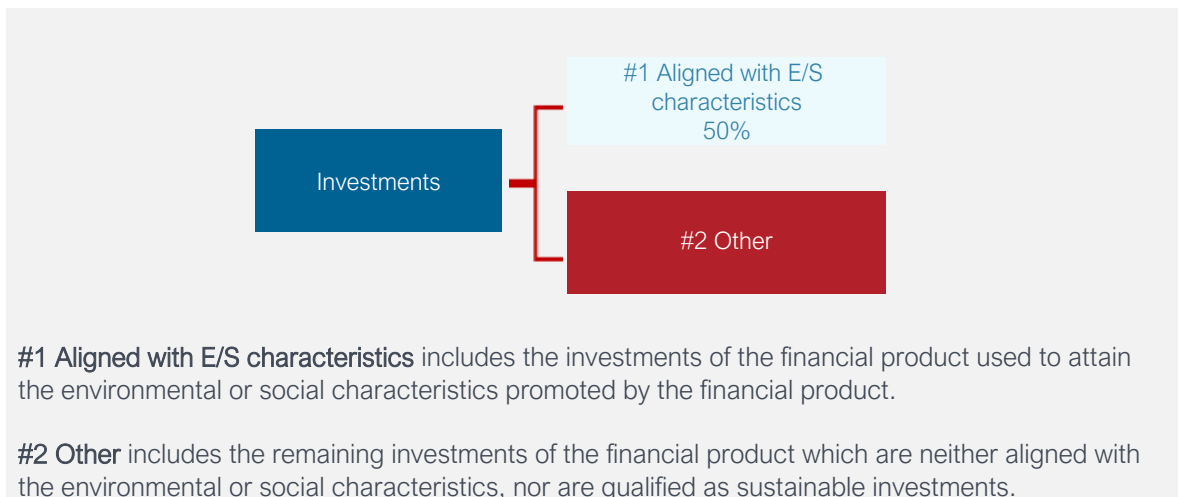 #1 Aligned with E/S
characteristics
50%
Investments
#2 Other
#1 Aligned with E/S characteristics includes the investments of the financial product used to attain
the environmental or social characteristics promoted by the financial product.
#2 Other includes the remaining investments of the financial product which are neither aligned with
the environmental or social characteristics, nor are qualified as sustainable investments.